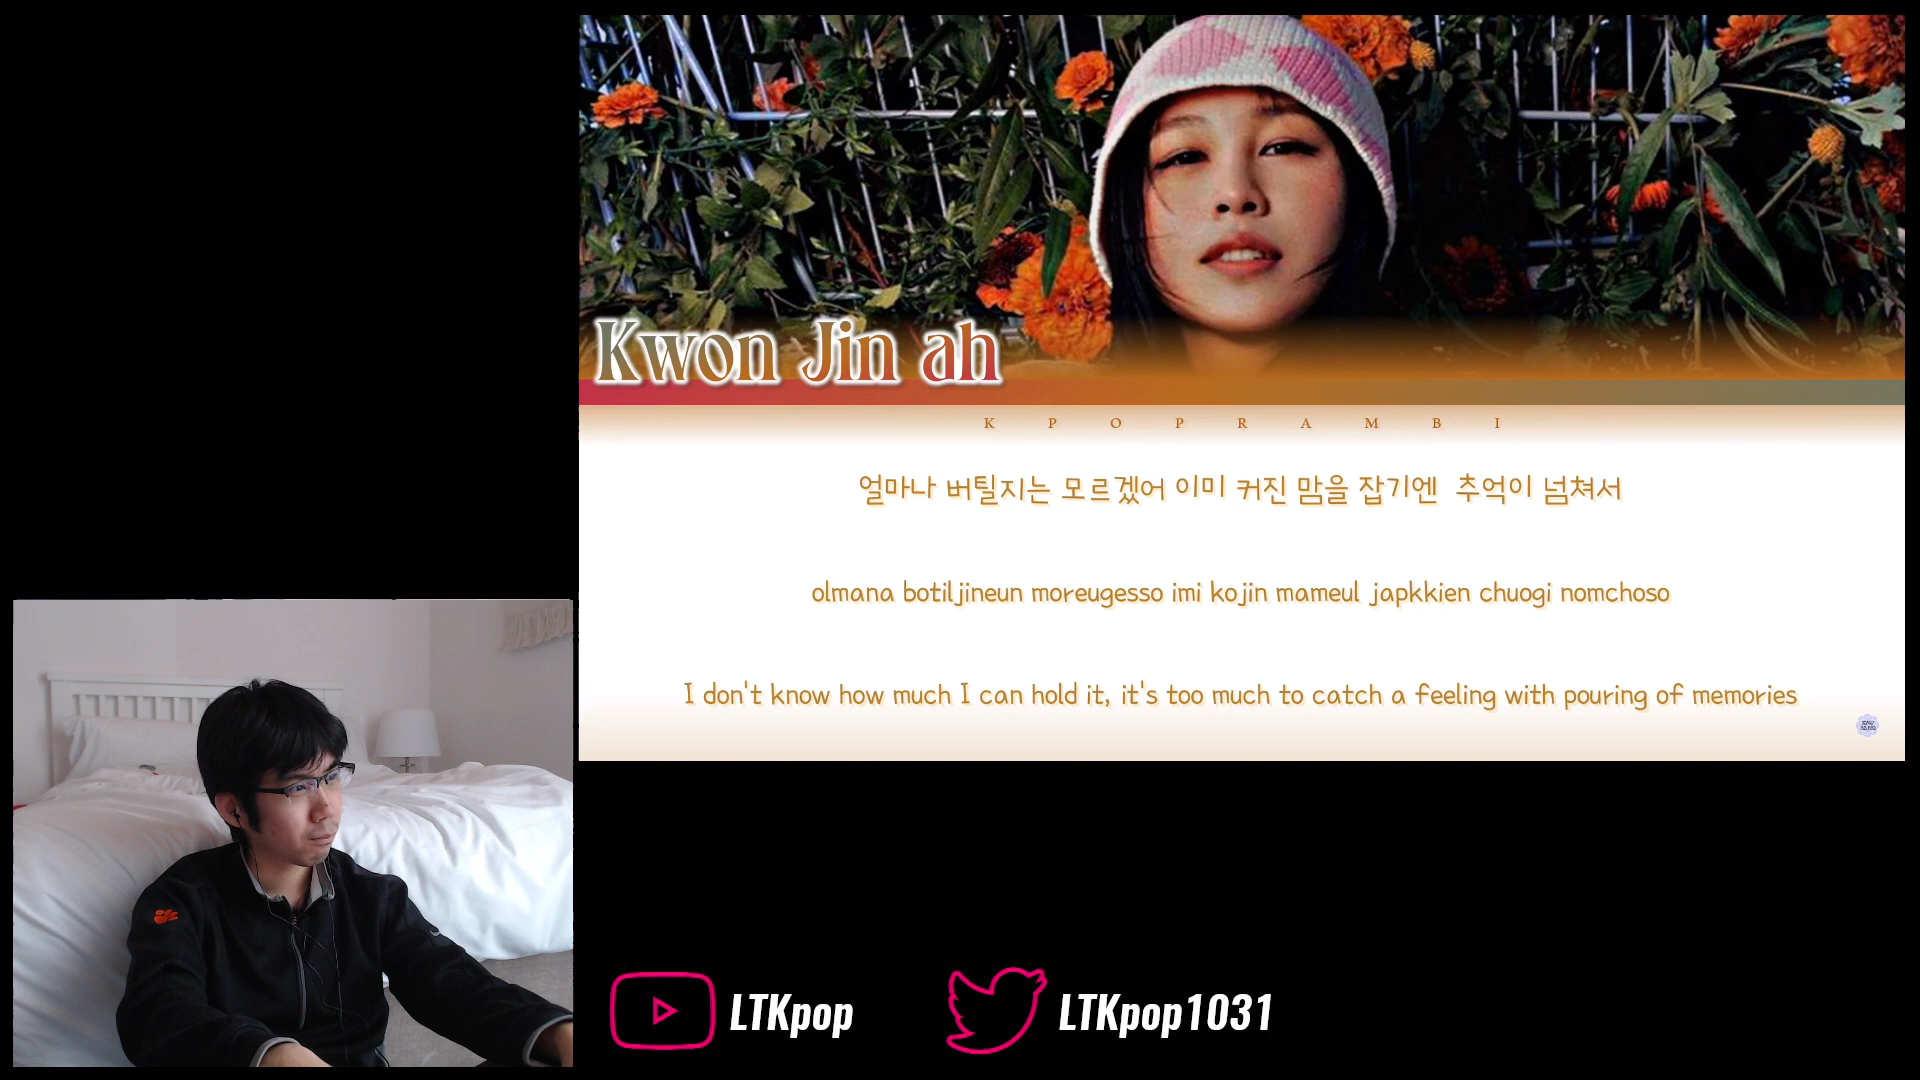 Kwon Jin ah
K P O P R A M B I
얼마나 버틸지는 모르겠어 이미 커진 맘을 잡기엔 추억이 넘쳐서
olmana botiljineun moreugesso imi kojin mameul japkkien chuogi nomchoso
I don't know how much I can hold it, it's too much to catch a feeling with pouring of memories
LTKpop
LTKpop1031